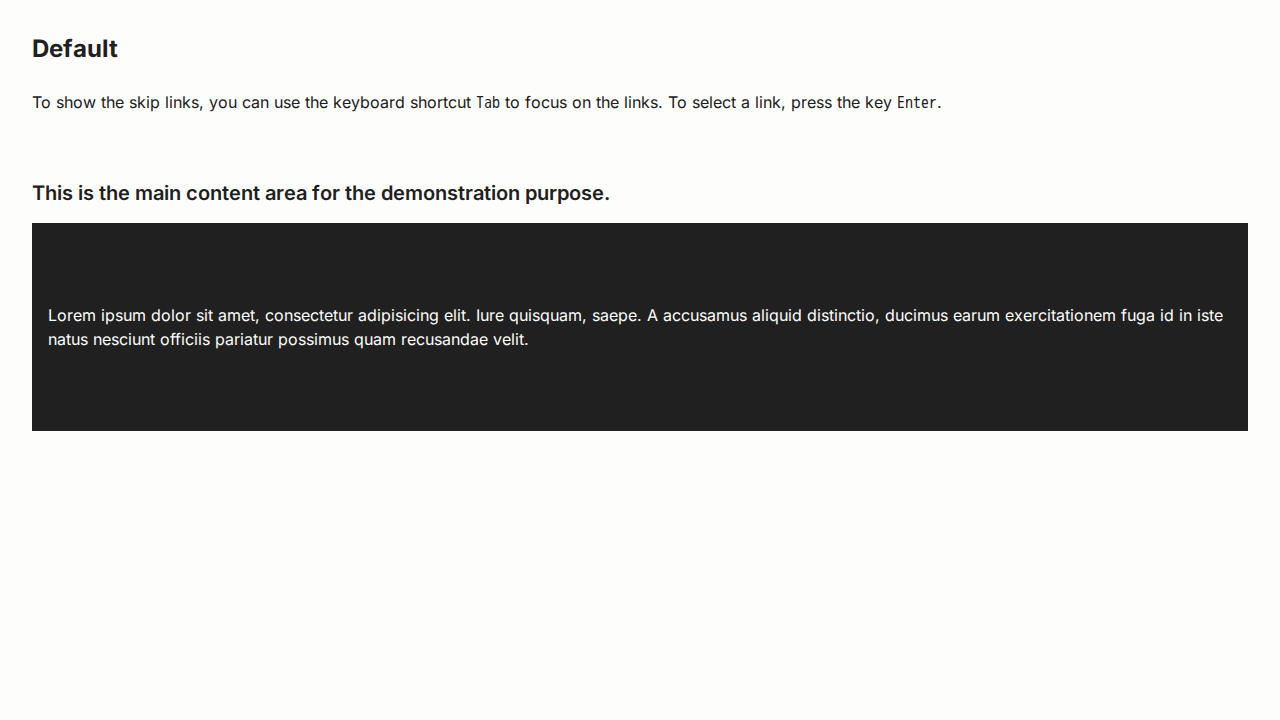 Default
To show the skip links, you can use the keyboard shortcut Tab to focus on the links. To select a link, press the key Enter.
This is the main content area for the demonstration purpose.
Lorem ipsum dolor sit amet, consectetur adipisicing elit. Iure quisquam, saepe. A accusamus aliquid distinctio, ducimus earum exercitationem fuga id in iste
natus nesciunt officiis pariatur possimus quam recusandae velit.